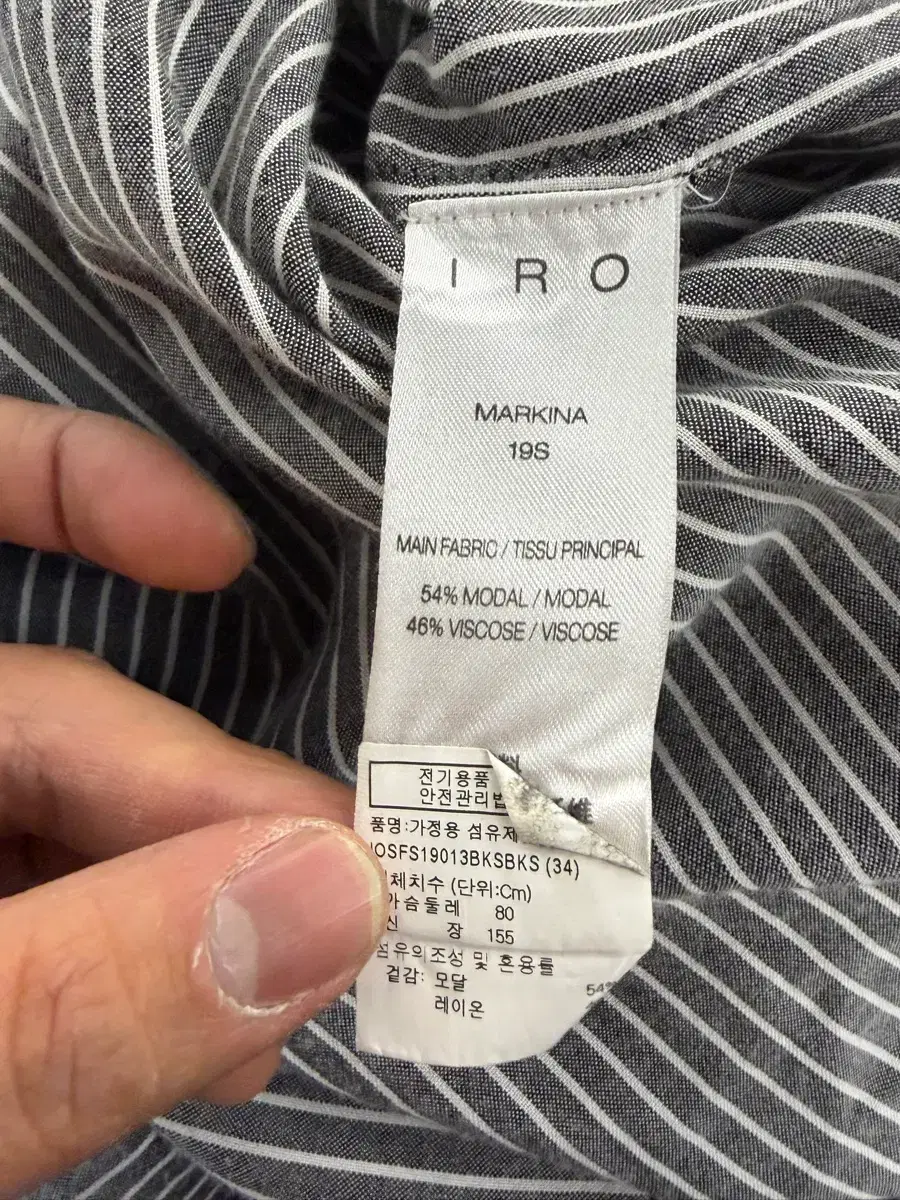 IRO
MARKINA
19S
MAIN FABRIC / TISSU PRINCIPAL
54% MODAL / MODAL
46% VISCOSE / VISCOSE
전기용품
안전관리법
품명:가정용 섬유제
OSFS19013BKSBKS (34)
체치수 (단위:Cm)
가슴둘레 80
신 장 155
섬유의조성 및 혼용률
겉감: 모달 54%
레이온